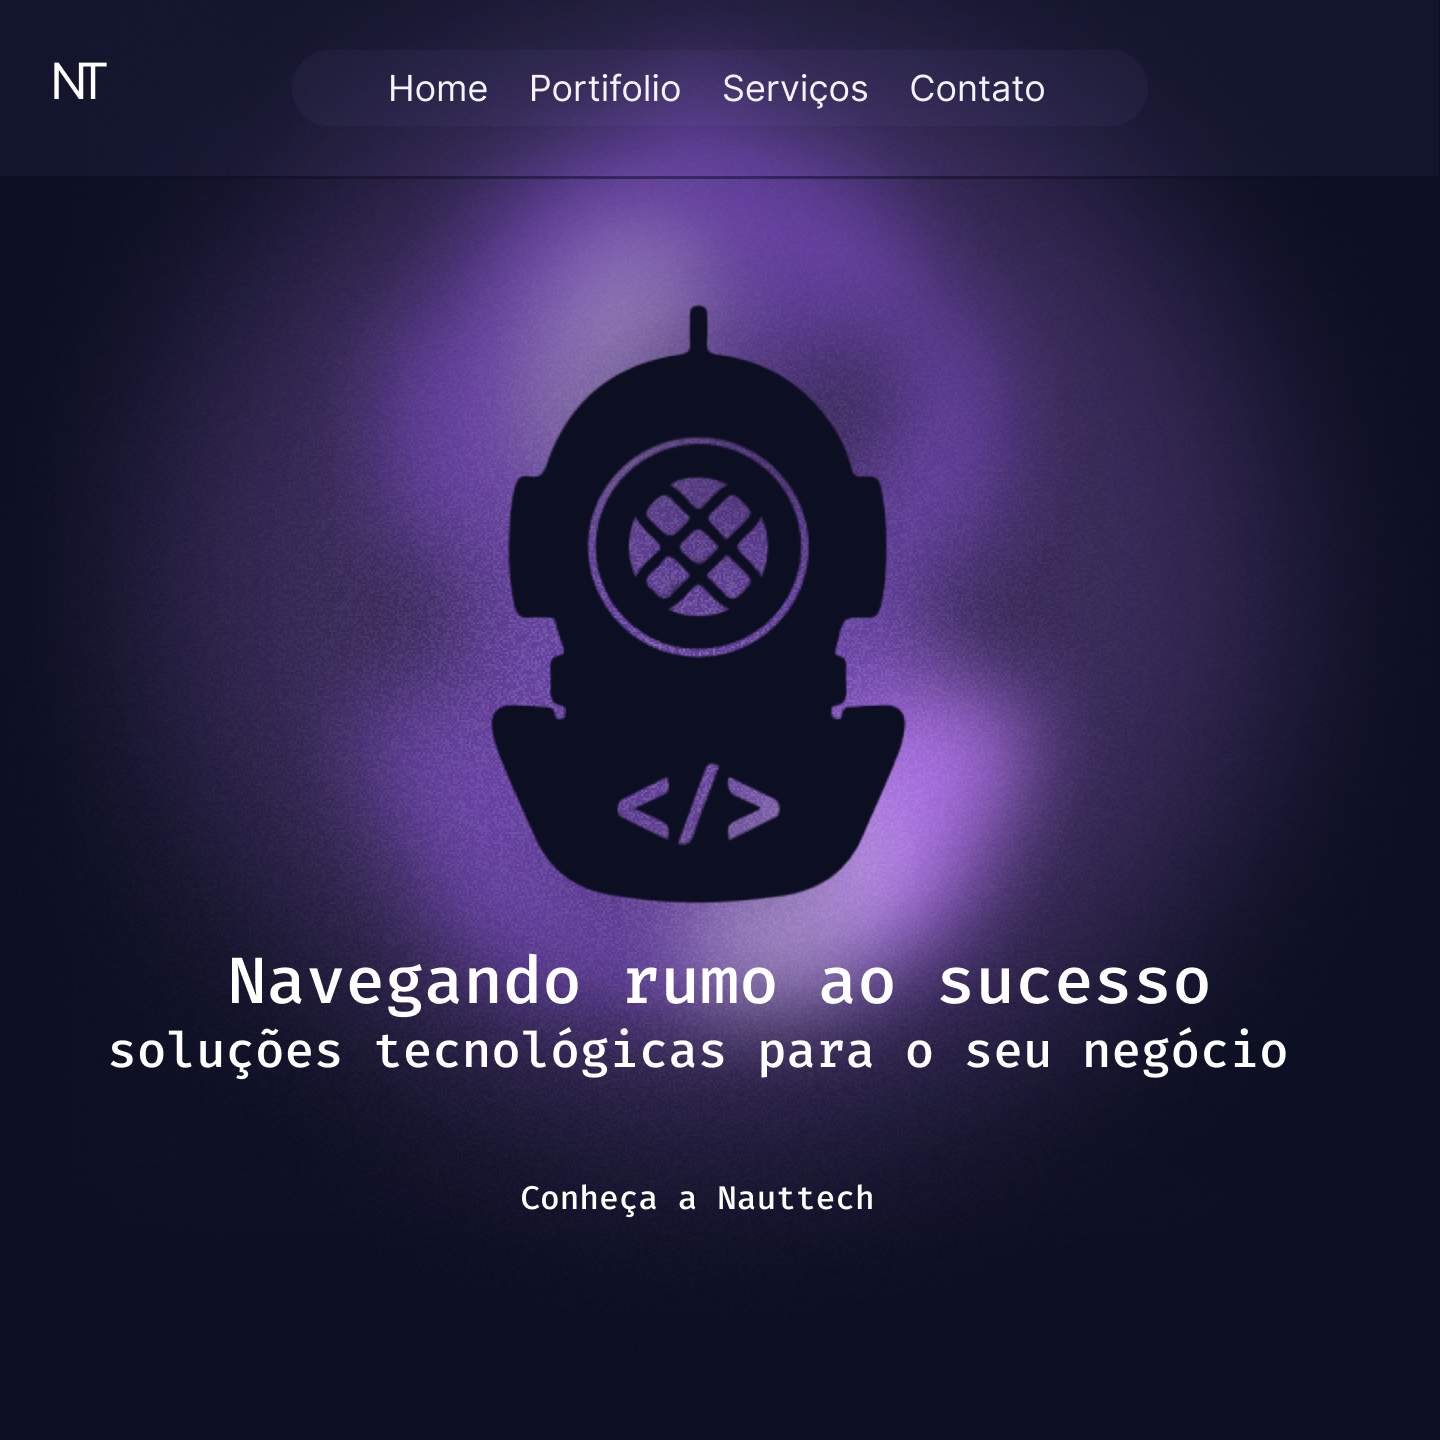 NT
Home Portifolio Serviços Contato
</>
Navegando rumo ao sucesso
soluções tecnológicas para o seu negócio
Conheça a Nauttech